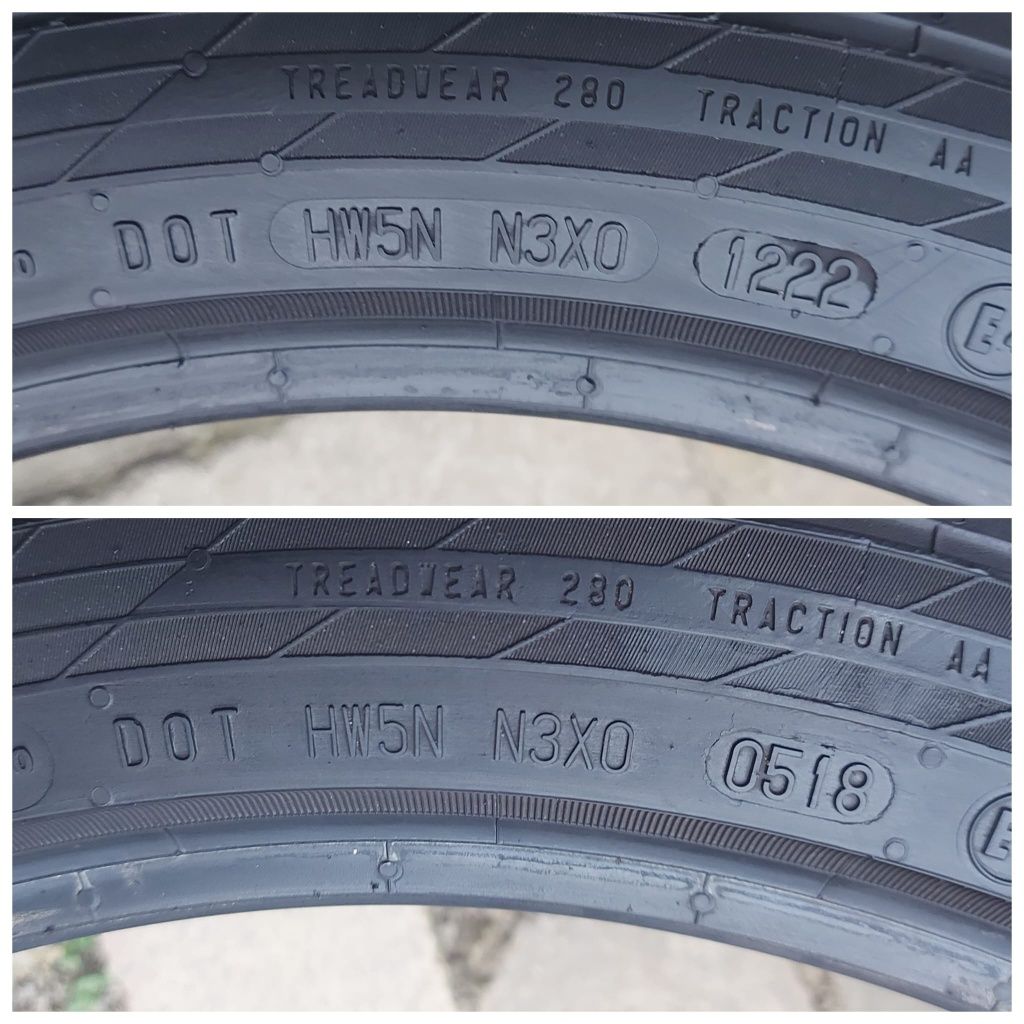 TREADWEAR 280 TRACTION AA
DOT HW5N N3X0 1222
TREADWEAR 280 TRACTION AA
DOT HW5N N3X0 0518